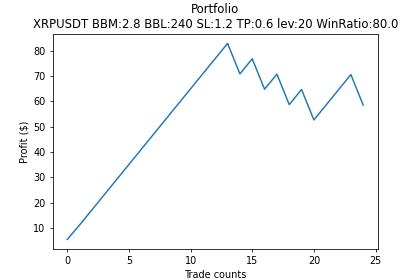 Portfolio
XRPUSDT BBM:2.8 BBL:240 SL:1.2 TP:0.6 lev:20 WinRatio:80.0
80
70
60
50
40
30
20
10
Profit ($)
0 5 10 15 20 25
Trade counts